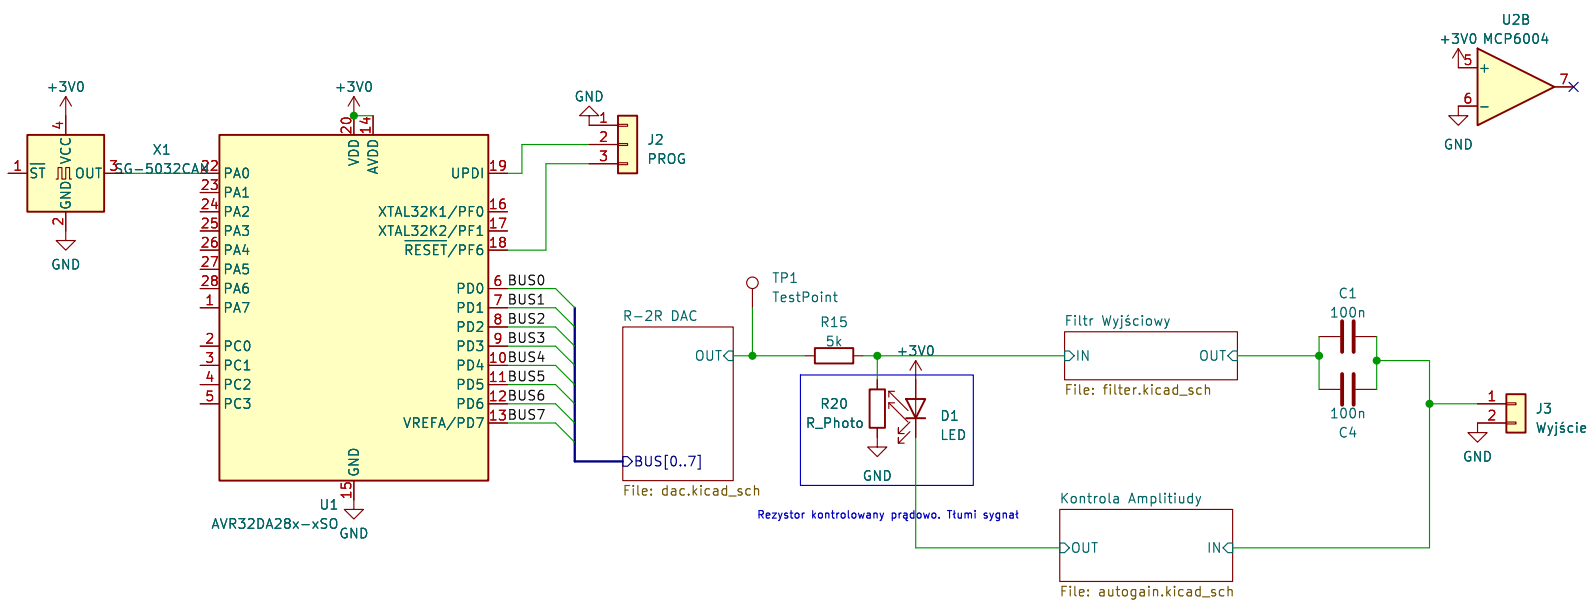 U2B
+3V0 MCP6004
5
+
6
−
7
GND
+3V0
4
VCC
1
ST
OUT
3
GND
2
GND
X1
SG-5032CAN
+3V0
20
14
VDD
AVDD
22 PA0
23 PA1
24 PA2
25 PA3
26 PA4
27 PA5
28 PA6
1 PA7
2 PC0
3 PC1
4 PC2
5 PC3
UPDI 19
XTAL32K1/PF0 16
XTAL32K2/PF1 17
RESET/PF6 18
PD0 6 BUS0
PD1 7 BUS1
PD2 8 BUS2
PD3 9 BUS3
PD4 10 BUS4
PD5 11 BUS5
PD6 12 BUS6
VREFA/PD7 13 BUS7
GND
15
U1
AVR32DA28x-xSO
GND
GND
1
2
3
J2
PROG
R-2R DAC
OUT
BUS[0..7]
File: dac.kicad_sch
TP1
TestPoint
R15
5k
+3V0
R20
R_Photo
D1
LED
GND
Rezystor kontrolowany prądowo. Tłumi sygnał
Filtr Wyjściowy
IN
OUT
File: filter.kicad_sch
C1
100n
100n
C4
1
2
J3
Wyjście
GND
Kontrola Amplitiudy
OUT
IN
File: autogain.kicad_sch